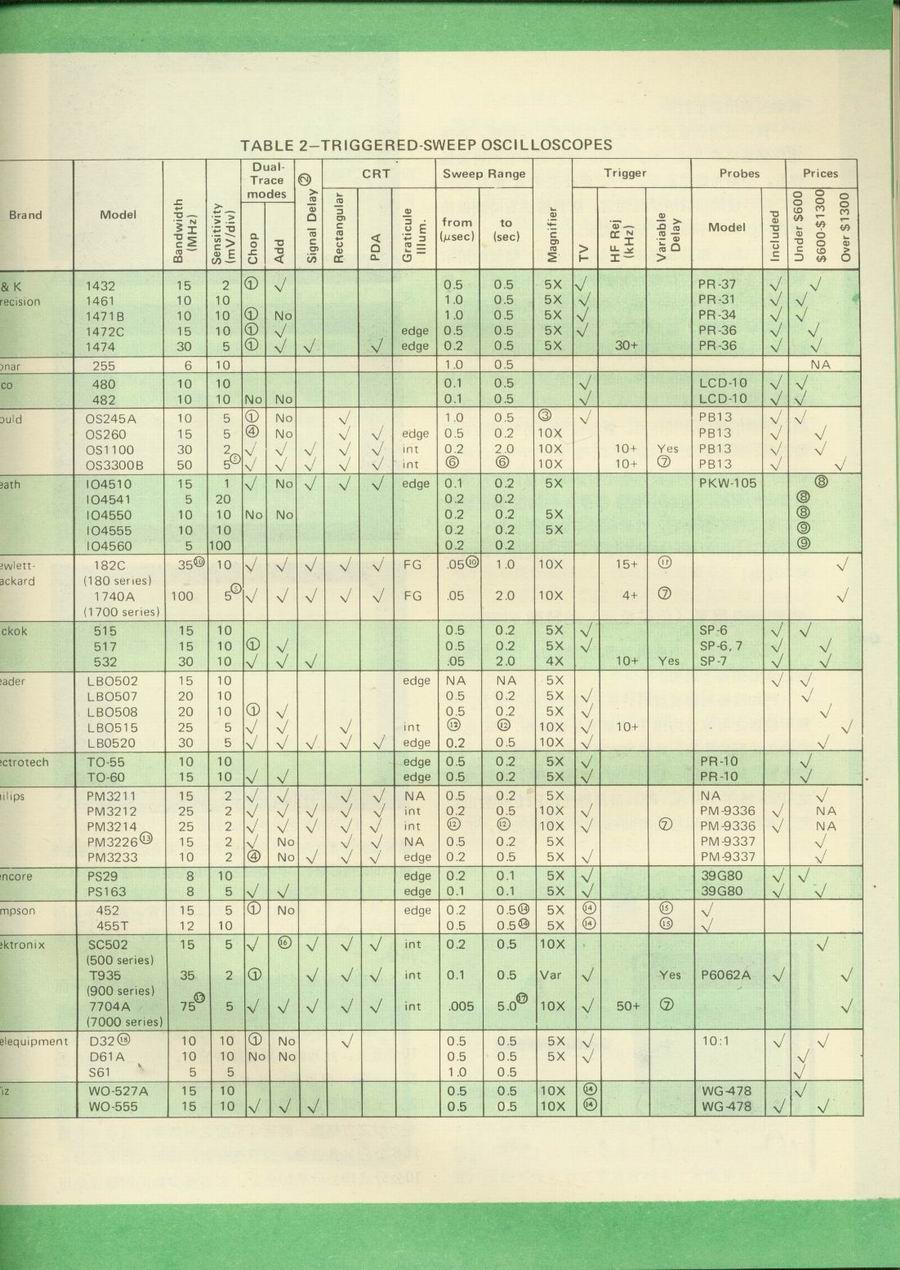 TABLE 2—TRIGGERED-SWEEP OSCILLOSCOPES
Brand Model Bandwidth (MHz) Sensitivity (mV/div) Dual-Trace modes Chop Add ② Signal Delay CRT Rectangular PDA Graticule Illum. Sweep Range from (μsec) to (sec) Magnifier Trigger TV HF Rej (kHz) Variable Delay Probes Model Included Prices Under $600 $600-$1300 Over $1300
& K 1432 15 2 ① √ 0.5 0.5 5X √ PR-37 √ √
recision 1461 10 10 1.0 0.5 5X √ PR-31 √ √
1471B 10 10 ① No 1.0 0.5 5X √ PR-34 √ √
1472C 15 10 ① √ edge 0.5 0.5 5X √ PR-36 √ √
1474 30 5 ① √ √ √ edge 0.2 0.5 5X 30+ PR-36 √ √
onar 255 6 10 1.0 0.5 NA
co 480 10 10 0.1 0.5 √ LCD-10 √ √
482 10 10 No No 0.1 0.5 √ LCD-10 √ √
ould OS245A 10 5 ① No √ 1.0 0.5 ③ √ PB13 √ √
OS260 15 5 ④ No √ √ edge 0.5 0.2 10X PB13 √ √
OS1100 30 2 √ √ √ √ √ int 0.2 2.0 10X 10+ Yes PB13 √ √
OS3300B 50 5⑤ √ √ √ √ √ int ⑥ ⑥ 10X 10+ ⑦ PB13 √ √
eath IO4510 15 1 √ No √ √ √ edge 0.1 0.2 5X PKW-105 ⑧
IO4541 5 20 0.2 0.2 ⑧
IO4550 10 10 No No 0.2 0.2 5X ⑧
IO4555 10 10 0.2 0.2 5X ⑨
IO4560 5 100 0.2 0.2 ⑨
ewlett- 182C 35⑩ 10 √ √ √ √ √ FG .05⑩ 1.0 10X 15+ ⑪ √
ackard (180 series)
1740A 100 5⑤ √ √ √ √ √ FG .05 2.0 10X 4+ ⑦ √
(1700 series)
ckok 515 15 10 0.5 0.2 5X √ SP-6 √ √
517 15 10 ① √ 0.5 0.2 5X √ SP-6, 7 √ √
532 30 10 √ √ √ .05 2.0 4X 10+ Yes SP-7 √ √
eader LBO502 15 10 edge NA NA 5X √ √
LBO507 20 10 0.5 0.2 5X √ √
LBO508 20 10 ① √ 0.5 0.2 5X √ √
LBO515 25 5 √ √ √ int ⑫ ⑫ 10X √ 10+ √
LB0520 30 5 √ √ √ √ √ edge 0.2 0.5 10X √ √
ectrotech TO-55 10 10 edge 0.5 0.2 5X √ PR-10 √
TO-60 15 10 √ √ edge 0.5 0.2 5X √ PR-10 √
ilips PM3211 15 2 √ √ √ √ NA 0.5 0.2 5X NA √
PM3212 25 2 √ √ √ √ √ int 0.2 0.5 10X √ PM-9336 √ NA
PM3214 25 2 √ √ √ √ √ int ⑫ ⑫ 10X √ ⑦ PM-9336 √ NA
PM3226⑬ 15 2 √ No √ √ NA 0.5 0.2 5X PM-9337 √
PM3233 10 2 ④ No √ √ √ edge 0.2 0.5 5X √ PM-9337 √
encore PS29 8 10 edge 0.2 0.1 5X √ 39G80 √ √
PS163 8 5 √ √ edge 0.1 0.1 5X √ 39G80 √ √
mpson 452 15 5 ① No edge 0.2 0.5⑭ 5X ⑭ ⑮ √
455T 12 10 0.5 0.5⑭ 5X ⑭ ⑮ √
ektronix SC502 15 5 √ ⑯ √ √ √ int 0.2 0.5 10X √
(500 series)
T935 35 2 ① √ √ √ int 0.1 0.5 Var √ Yes P6062A √ √
(900 series)
7704A 75⑰ 5 √ √ √ √ √ int .005 5.0⑰ 10X √ 50+ ⑦ √
(7000 series)
elequipment D32⑱ 10 10 ① No √ 0.5 0.5 5X √ 10:1 √ √
D61A 10 10 No No 0.5 0.5 5X √ √
S61 5 5 1.0 0.5 √
iz WO-527A 15 10 0.5 0.5 10X ⑭ WG-478 √
WO-555 15 10 √ √ √ 0.5 0.5 10X ⑭ WG-478 √ √